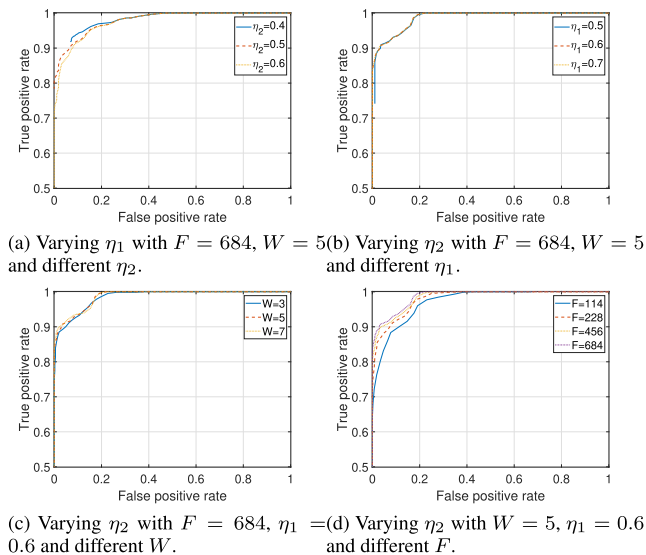 True positive rate
1
0.9
0.8
0.7
0.6
0.5
0 0.2 0.4 0.6 0.8 1
False positive rate
η2=0.4
η2=0.5
η2=0.6
(a) Varying η1 with F = 684, W = 5
and different η2.
True positive rate
1
0.9
0.8
0.7
0.6
0.5
0 0.2 0.4 0.6 0.8 1
False positive rate
η1=0.5
η1=0.6
η1=0.7
(b) Varying η2 with F = 684, W = 5
and different η1.
True positive rate
1
0.9
0.8
0.7
0.6
0.5
0 0.2 0.4 0.6 0.8 1
False positive rate
W=3
W=5
W=7
(c) Varying η2 with F = 684, η1 =
0.6 and different W.
True positive rate
1
0.9
0.8
0.7
0.6
0.5
0 0.2 0.4 0.6 0.8 1
False positive rate
F=114
F=228
F=456
F=684
(d) Varying η2 with W = 5, η1 = 0.6
and different F.